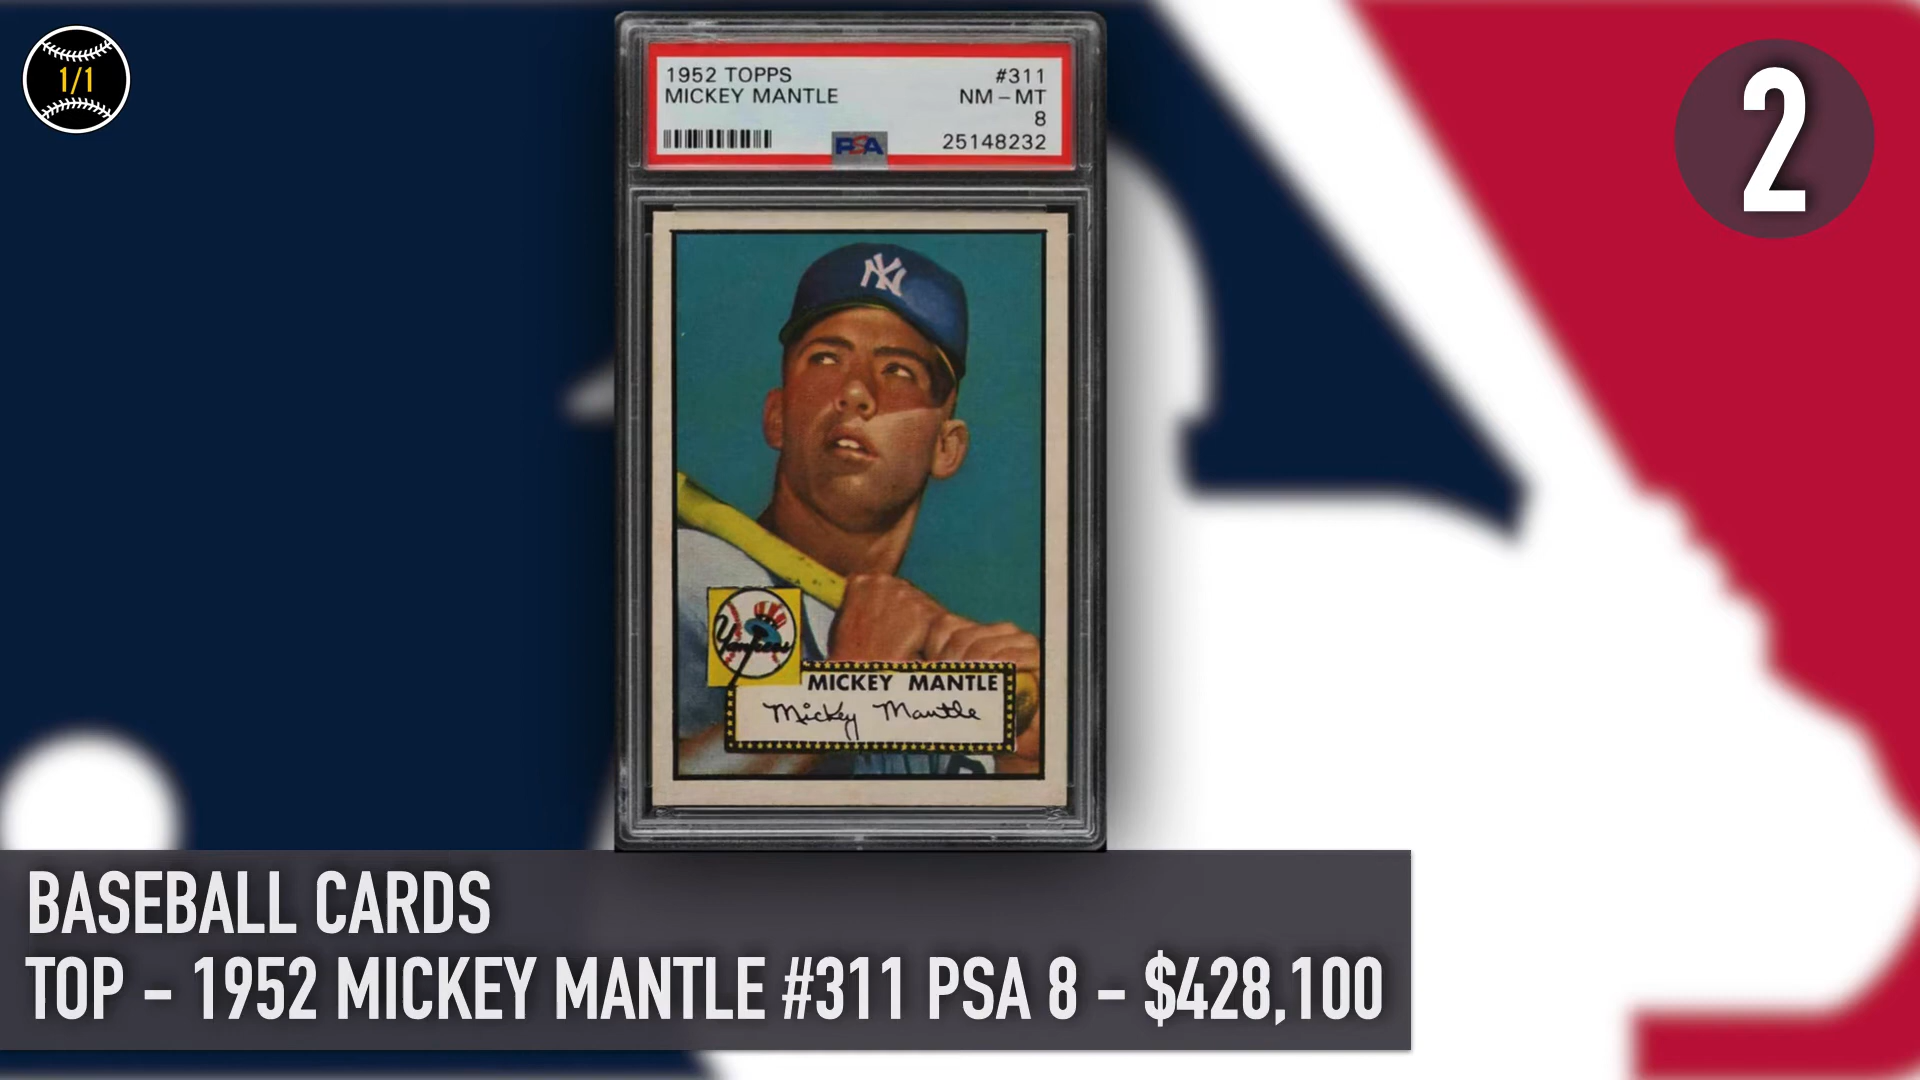 1/1
2
1952 TOPPS #311
MICKEY MANTLE NM-MT
8
25148232
PSA
NY
Yankees
MICKEY MANTLE
Mickey Mantle
BASEBALL CARDS
TOP - 1952 MICKEY MANTLE #311 PSA 8 - $428,100